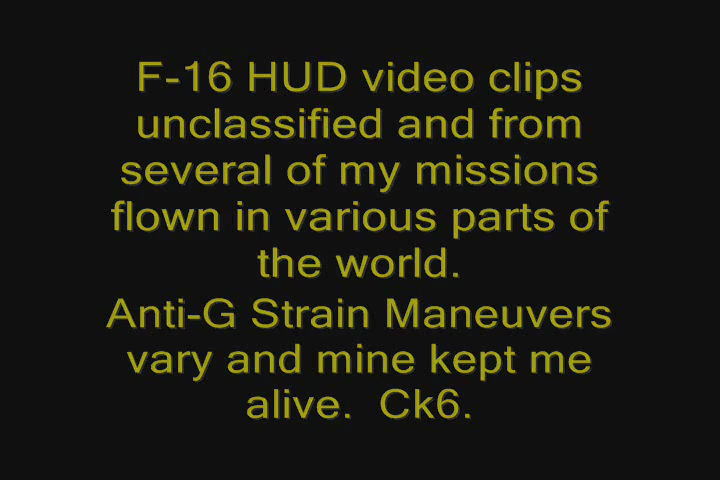 F-16 HUD video clips
unclassified and from
several of my missions
flown in various parts of
the world.
Anti-G Strain Maneuvers
vary and mine kept me
alive.  Ck6.